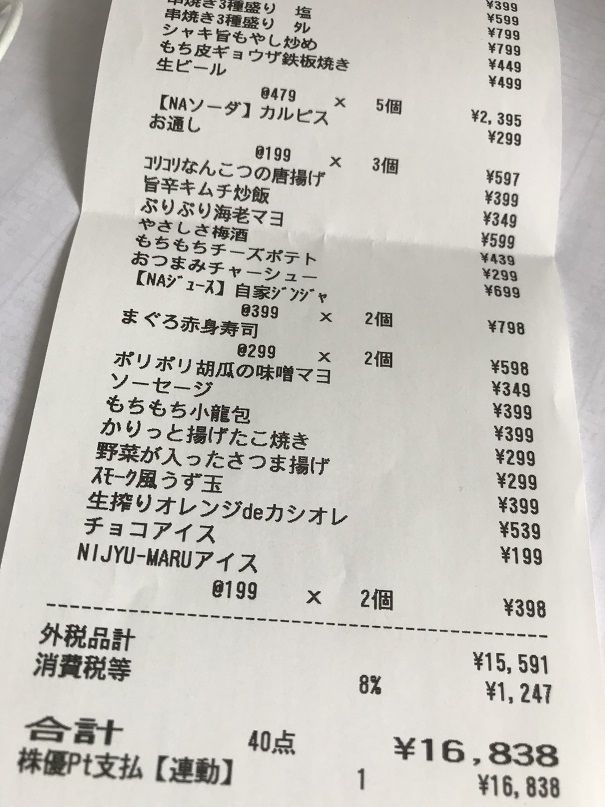 串焼き3種盛り 塩 ¥399
串焼き3種盛り タレ ¥599
シャキ旨もやし炒め ¥799
もち皮ギョウザ鉄板焼き ¥799
生ビール ¥449
¥499
@479 × 5個 ¥2,395
【NAソーダ】カルピス ¥299
お通し
@199 × 3個 ¥597
コリコリなんこつの唐揚げ ¥399
旨辛キムチ炒飯 ¥349
ぷりぷり海老マヨ ¥599
やさしさ梅酒 ¥439
もちもちチーズポテト ¥299
おつまみチャーシュー ¥699
【NAジュース】自家ジンジャ
@399 × 2個 ¥798
まぐろ赤身寿司
@299 × 2個 ¥598
ポリポリ胡瓜の味噌マヨ ¥349
ソーセージ ¥399
もちもち小龍包 ¥399
かりっと揚げたこ焼き ¥299
野菜が入ったさつま揚げ ¥299
スモーク風うず玉 ¥399
生搾りオレンジdeカシオレ ¥539
チョコアイス ¥199
NIJYU-MARUアイス
@199 × 2個 ¥398
外税品計 ¥15,591
消費税等 8% ¥1,247
合計 40点 ¥16,838
株優Pt支払【連動】 1 ¥16,838